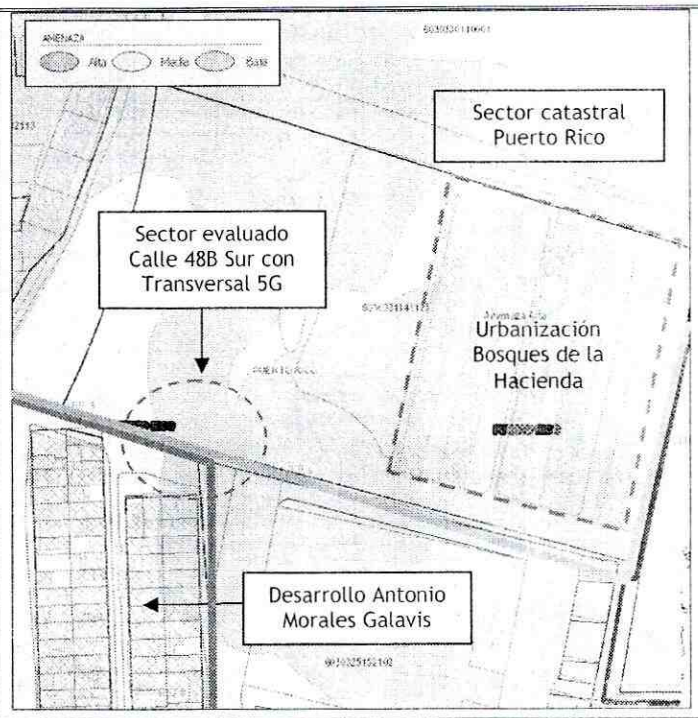 AMENAZA
Alta
Media
Baja
Sector catastral
Puerto Rico
Sector evaluado
Calle 48B Sur con
Transversal 5G
Urbanización
Bosques de la
Hacienda
PUERTO RICO
Desarrollo Antonio
Morales Galavis